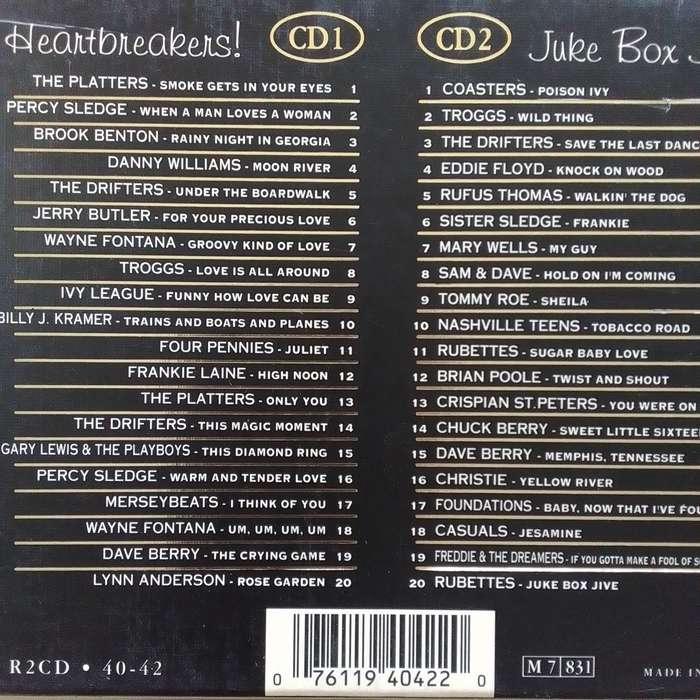 Heartbreakers! CD1
THE PLATTERS - SMOKE GETS IN YOUR EYES 1
PERCY SLEDGE - WHEN A MAN LOVES A WOMAN 2
BROOK BENTON - RAINY NIGHT IN GEORGIA 3
DANNY WILLIAMS - MOON RIVER 4
THE DRIFTERS - UNDER THE BOARDWALK 5
JERRY BUTLER - FOR YOUR PRECIOUS LOVE 6
WAYNE FONTANA - GROOVY KIND OF LOVE 7
TROGGS - LOVE IS ALL AROUND 8
IVY LEAGUE - FUNNY HOW LOVE CAN BE 9
BILLY J. KRAMER - TRAINS AND BOATS AND PLANES 10
FOUR PENNIES - JULIET 11
FRANKIE LAINE - HIGH NOON 12
THE PLATTERS - ONLY YOU 13
THE DRIFTERS - THIS MAGIC MOMENT 14
GARY LEWIS & THE PLAYBOYS - THIS DIAMOND RING 15
PERCY SLEDGE - WARM AND TENDER LOVE 16
MERSEYBEATS - I THINK OF YOU 17
WAYNE FONTANA - UM, UM, UM, UM 18
DAVE BERRY - THE CRYING GAME 19
LYNN ANDERSON - ROSE GARDEN 20
CD2 Juke Box J
1 COASTERS - POISON IVY
2 TROGGS - WILD THING
3 THE DRIFTERS - SAVE THE LAST DANC
4 EDDIE FLOYD - KNOCK ON WOOD
5 RUFUS THOMAS - WALKIN' THE DOG
6 SISTER SLEDGE - FRANKIE
7 MARY WELLS - MY GUY
8 SAM & DAVE - HOLD ON I'M COMING
9 TOMMY ROE - SHEILA
10 NASHVILLE TEENS - TOBACCO ROAD
11 RUBETTES - SUGAR BABY LOVE
12 BRIAN POOLE - TWIST AND SHOUT
13 CRISPIAN ST. PETERS - YOU WERE ON
14 CHUCK BERRY - SWEET LITTLE SIXTEEN
15 DAVE BERRY - MEMPHIS, TENNESSEE
16 CHRISTIE - YELLOW RIVER
17 FOUNDATIONS - BABY, NOW THAT I'VE FOU
18 CASUALS - JESAMINE
19 FREDDIE & THE DREAMERS - IF YOU GOTTA MAKE A FOOL OF S
20 RUBETTES - JUKE BOX JIVE
R2CD • 40-42
0 76119 40422 0
M 7 831
MADE IN